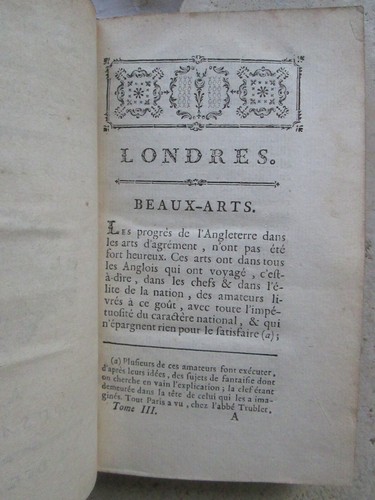 LONDRES.
BEAUX-ARTS.
LES progrès de l'Angleterre dans
les arts d'agrément, n'ont pas été
fort heureux. Ces arts ont dans tous
les Anglois qui ont voyagé, c'est-
à-dire, dans les chefs & dans l'é-
lite de la nation, des amateurs li-
vrés à ce goût, avec toute l'impé-
tuosité du caractère national, & qui
n'épargnent rien pour le satisfaire (a);
(a) Plusieurs de ces amateurs font exécuter,
d'après leurs idées, des sujets de fantaisie dont
on cherche en vain l'explication; la clef étant
demeurée dans la tête de celui qui les a ima-
ginés. Tout Paris a vu, chez l'abbé Trublet,
Tome III. A